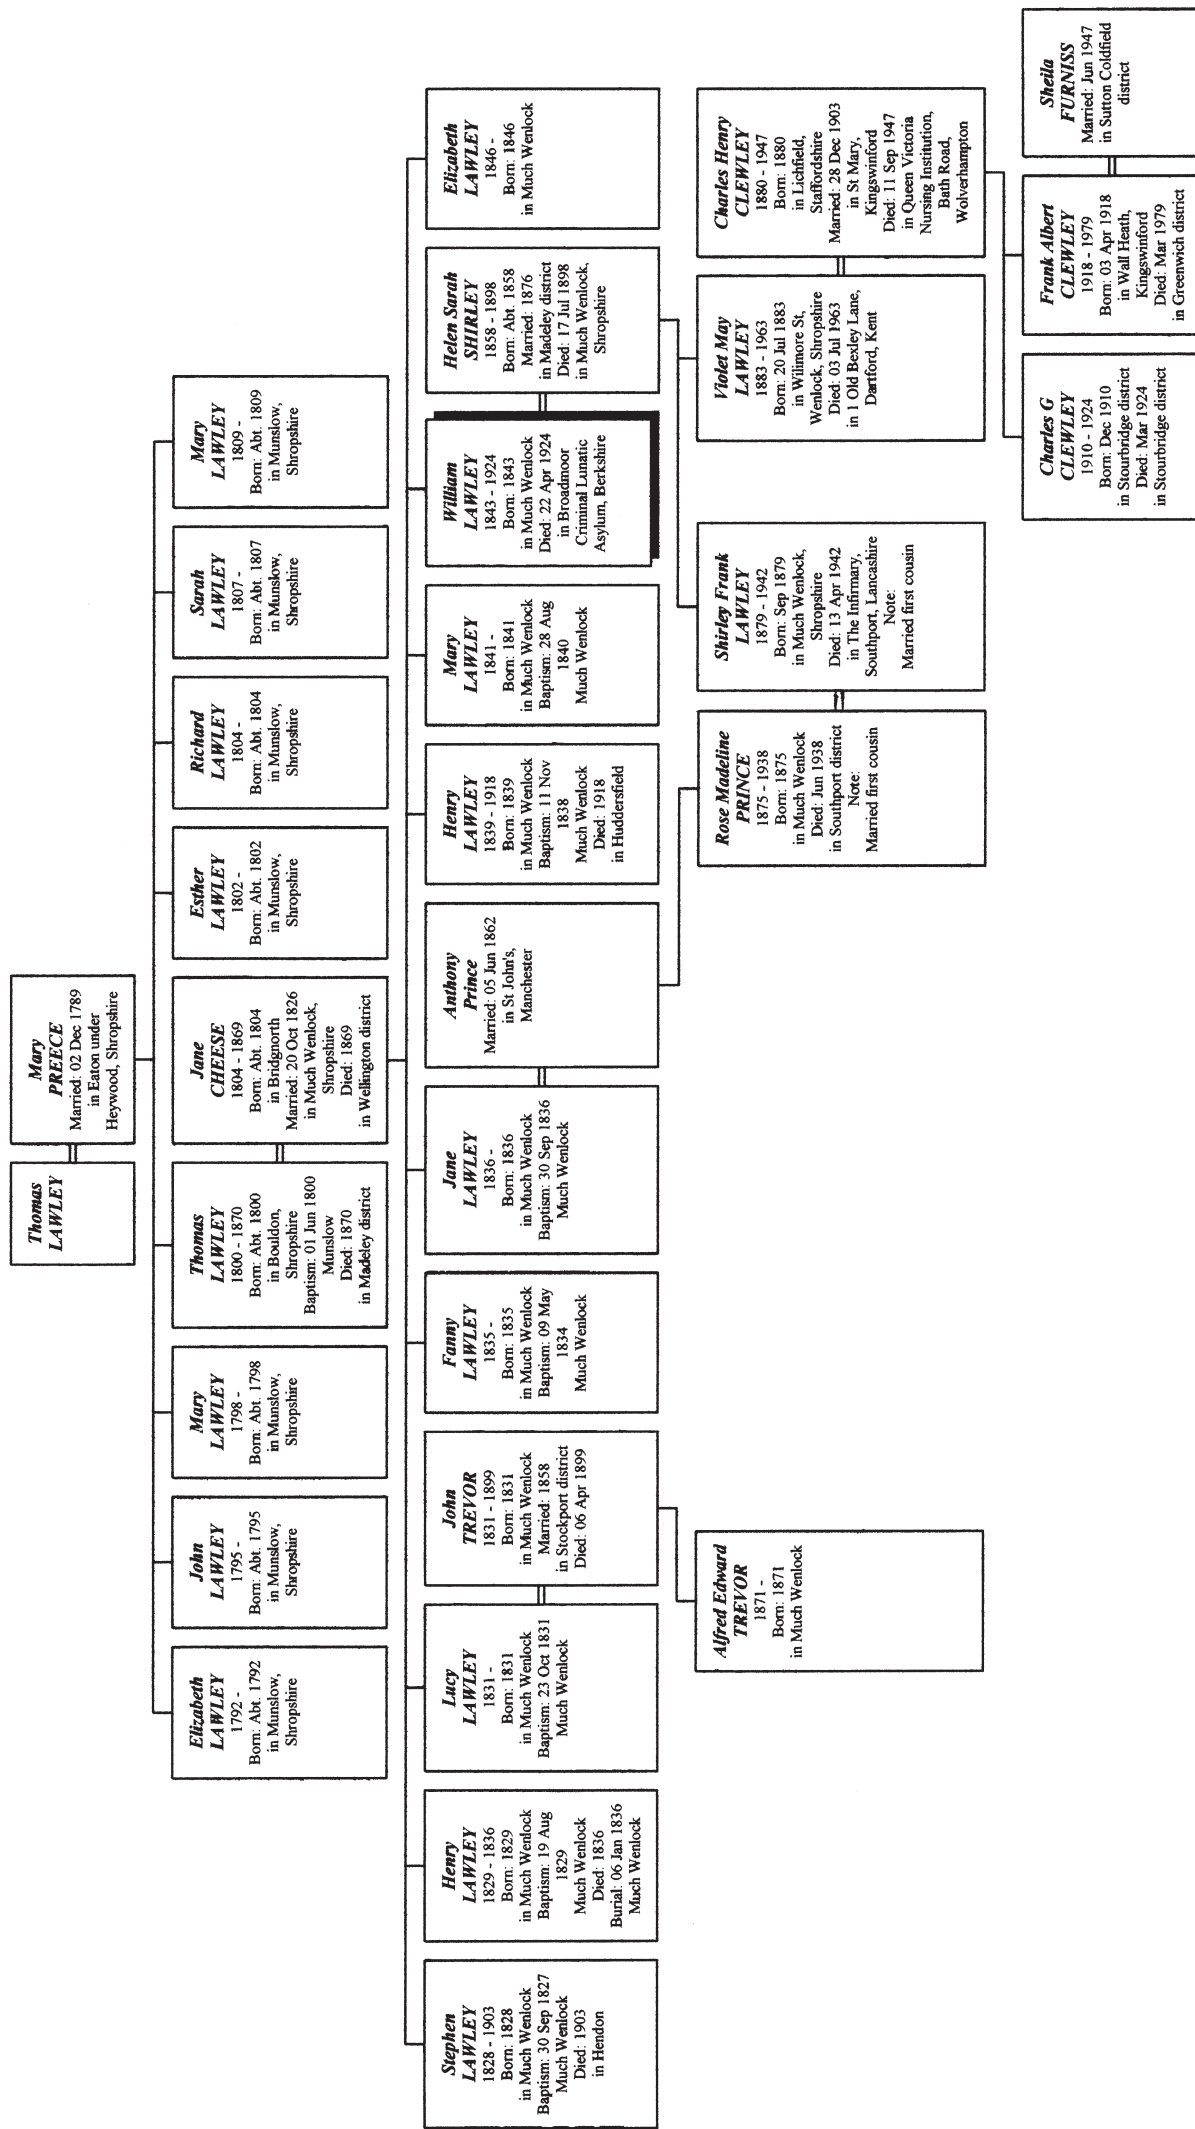 Thomas
LAWLEY
Mary
PREECE
Married: 02 Dec 1789
in Eaton under
Heywood, Shropshire
Elizabeth
LAWLEY
1792 -
Born: Abt. 1792
in Munslow,
Shropshire
John
LAWLEY
1795 -
Born: Abt. 1795
in Munslow,
Shropshire
Mary
LAWLEY
1798 -
Born: Abt. 1798
in Munslow,
Shropshire
Thomas
LAWLEY
1800 - 1870
Born: Abt. 1800
in Bouldon,
Shropshire
Baptism: 01 Jun 1800
Munslow
Died: 1870
in Madeley district
Jane
CHEESE
1804 - 1869
Born: Abt. 1804
in Bridgnorth
Married: 20 Oct 1826
in Much Wenlock,
Shropshire
Died: 1869
in Wellington district
Esther
LAWLEY
1802 -
Born: Abt. 1802
in Munslow,
Shropshire
Richard
LAWLEY
1804 -
Born: Abt. 1804
in Munslow,
Shropshire
Sarah
LAWLEY
1807 -
Born: Abt. 1807
in Munslow,
Shropshire
Mary
LAWLEY
1809 -
Born: Abt. 1809
in Munslow,
Shropshire
Stephen
LAWLEY
1828 - 1903
Born: 1828
in Much Wenlock
Baptism: 30 Sep 1827
Much Wenlock
Died: 1903
in Hendon
Henry
LAWLEY
1829 - 1836
Born: 1829
in Much Wenlock
Baptism: 19 Aug
1829
Much Wenlock
Died: 1836
Burial: 06 Jan 1836
Much Wenlock
Lucy
LAWLEY
1831 -
Born: 1831
in Much Wenlock
Baptism: 23 Oct 1831
Much Wenlock
John
TREVOR
1831 - 1899
Born: 1831
in Much Wenlock
Married: 1858
in Stockport district
Died: 06 Apr 1899
Fanny
LAWLEY
1835 -
Born: 1835
in Much Wenlock
Baptism: 09 May
1834
Much Wenlock
Jane
LAWLEY
1836 -
Born: 1836
in Much Wenlock
Baptism: 30 Sep 1836
Much Wenlock
Anthony
Prince
Married: 05 Jun 1862
in St John's,
Manchester
Henry
LAWLEY
1839 - 1918
Born: 1839
in Much Wenlock
Baptism: 11 Nov
1838
Much Wenlock
Died: 1918
in Huddersfield
Mary
LAWLEY
1841 -
Born: 1841
in Much Wenlock
Baptism: 28 Aug
1840
Much Wenlock
William
LAWLEY
1843 - 1924
Born: 1843
in Much Wenlock
Died: 22 Apr 1924
in Broadmoor
Criminal Lunatic
Asylum, Berkshire
Helen Sarah
SHIRLEY
1858 - 1898
Born: Abt. 1858
Married: 1876
in Madeley district
Died: 17 Jul 1898
in Much Wenlock,
Shropshire
Elizabeth
LAWLEY
1846 -
Born: 1846
in Much Wenlock
Alfred Edward
TREVOR
1871 -
Born: 1871
in Much Wenlock
Rose Madeline
PRINCE
1875 - 1938
Born: 1875
in Much Wenlock
Died: Jun 1938
in Southport district
Note:
Married first cousin
Shirley Frank
LAWLEY
1879 - 1942
Born: Sep 1879
in Much Wenlock,
Shropshire
Died: 13 Apr 1942
in The Infirmary,
Southport, Lancashire
Note:
Married first cousin
Violet May
LAWLEY
1883 - 1963
Born: 20 Jul 1883
in Wilimore St,
Wenlock, Shropshire
Died: 03 Jul 1963
in 1 Old Bexley Lane,
Dartford, Kent
Charles Henry
CLEWLEY
1880 - 1947
Born: 1880
in Lichfield,
Staffordshire
Married: 28 Dec 1903
in St Mary,
Kingswinford
Died: 11 Sep 1947
in Queen Victoria
Nursing Institution,
Bath Road,
Wolverhampton
Charles G
CLEWLEY
1910 - 1924
Born: Dec 1910
in Stourbridge district
Died: Mar 1924
in Stourbridge district
Frank Albert
CLEWLEY
1918 - 1979
Born: 03 Apr 1918
in Wall Heath,
Kingswinford
Died: Mar 1979
in Greenwich district
Sheila
FURNISS
Married: Jun 1947
in Sutton Coldfield
district